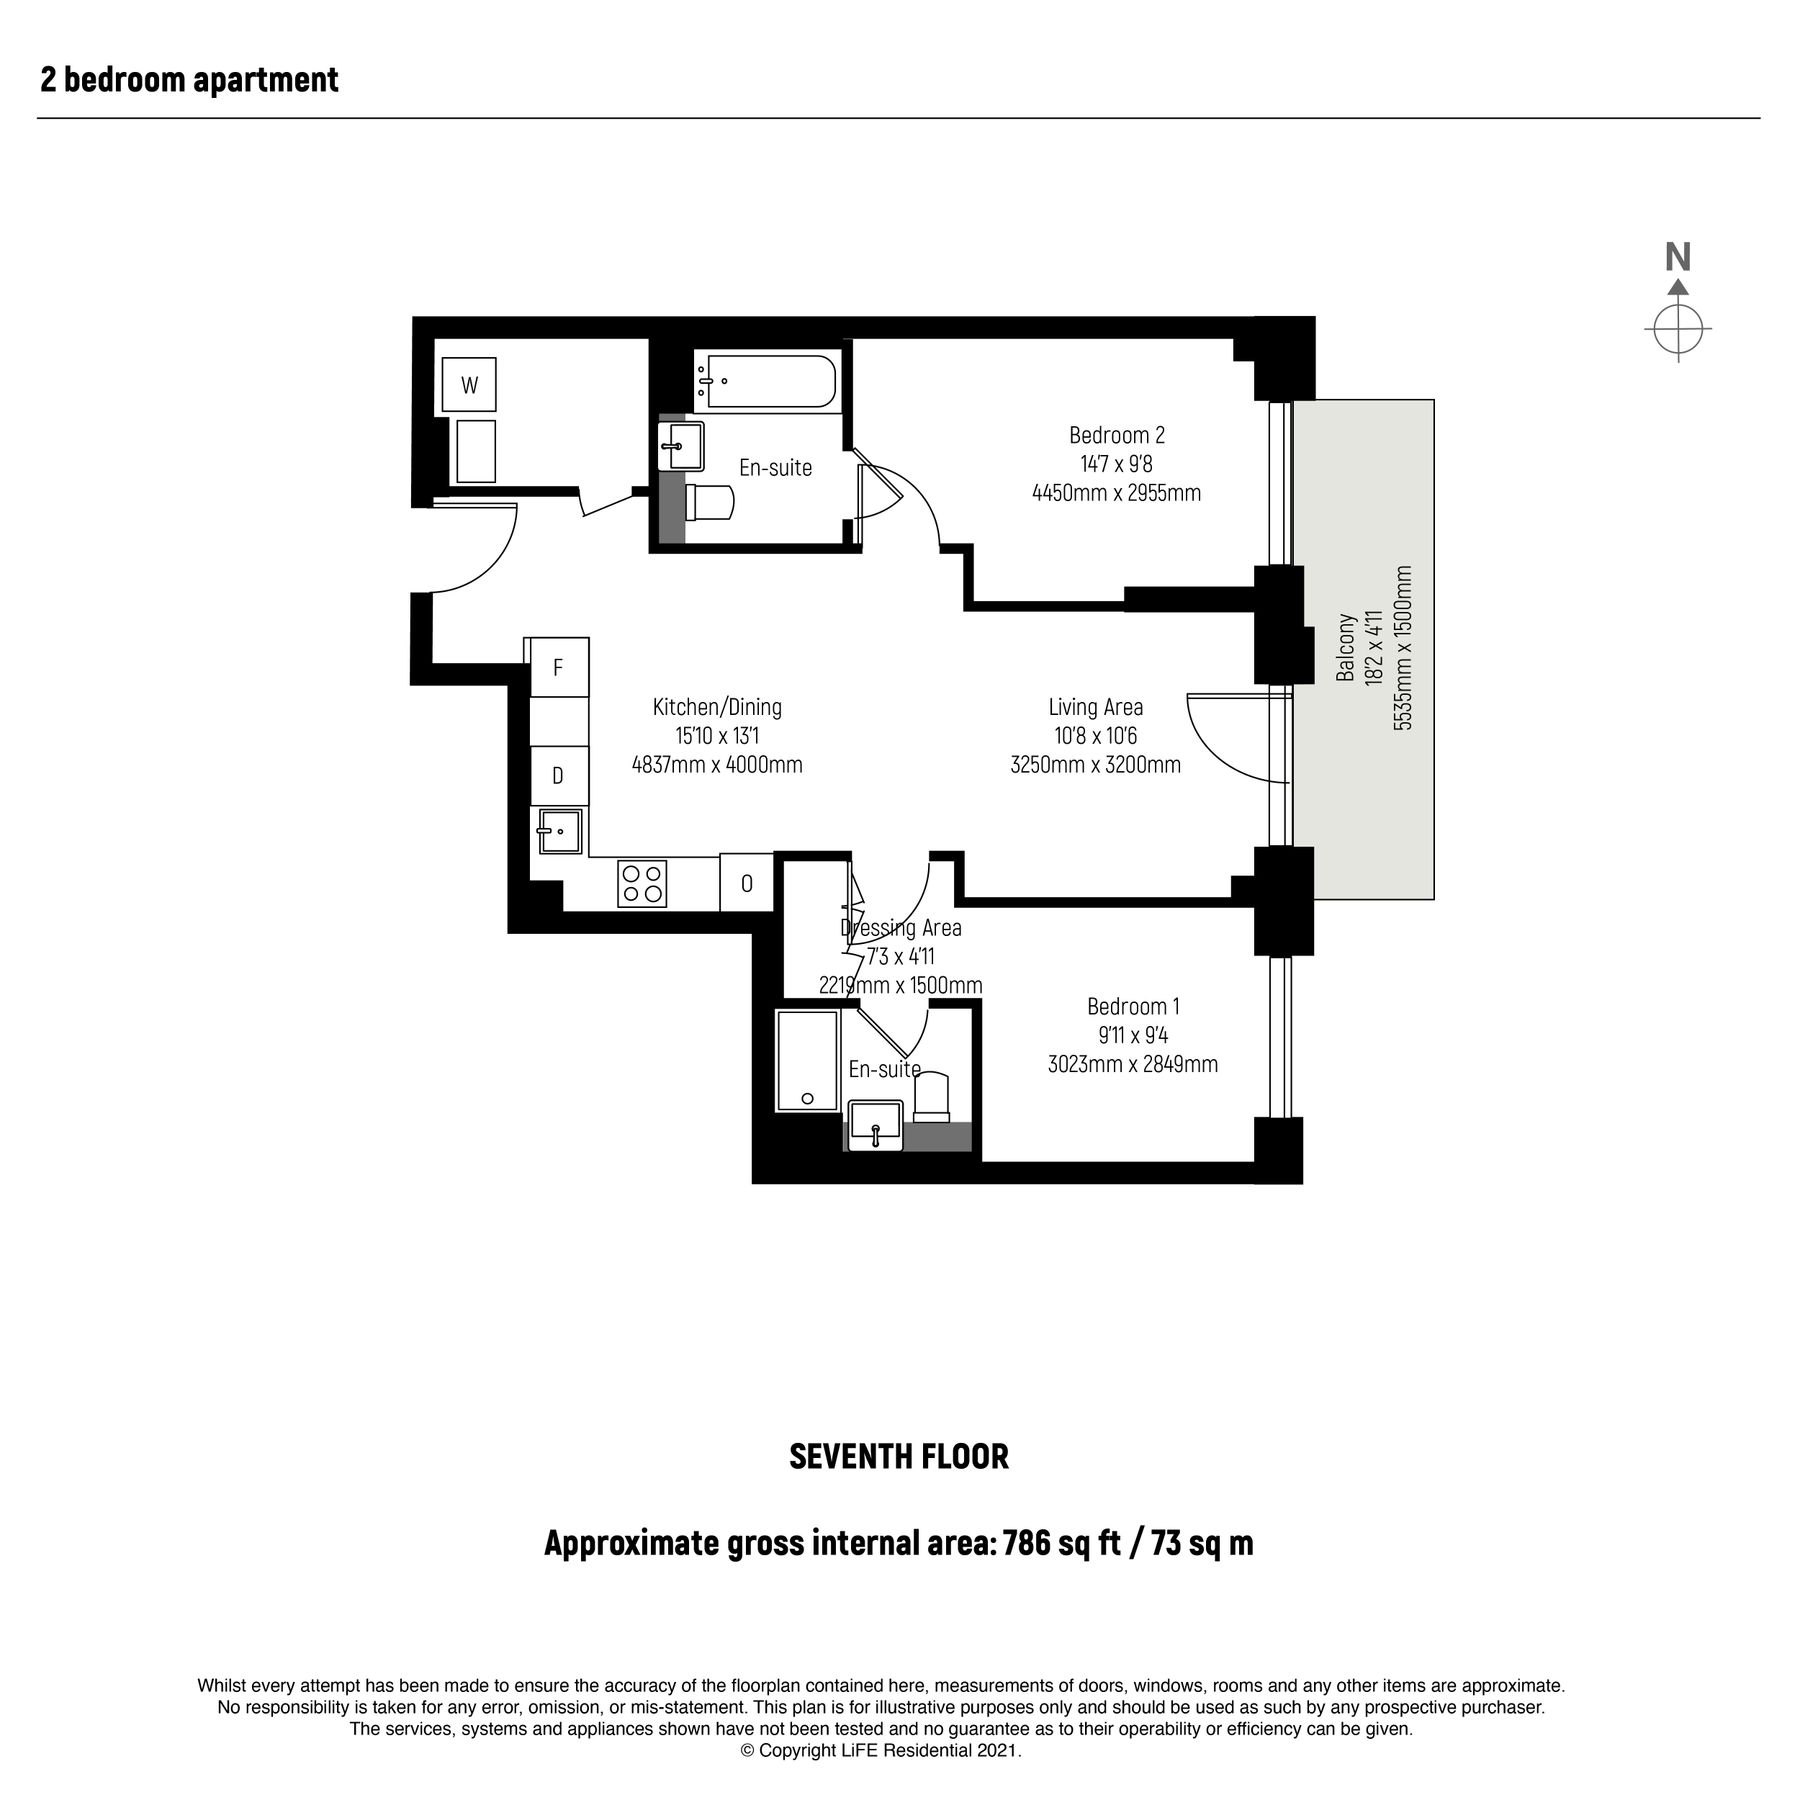 2 bedroom apartment
N
W
En-suite
Bedroom 2
14'7 x 9'8
4450mm x 2955mm
Balcony
18'2 x 4'11
5535mm x 1500mm
F
D
O
Kitchen/Dining
15'10 x 13'1
4837mm x 4000mm
Living Area
10'8 x 10'6
3250mm x 3200mm
Dressing Area
7'3 x 4'11
2219mm x 1500mm
En-suite
Bedroom 1
9'11 x 9'4
3023mm x 2849mm
SEVENTH FLOOR
Approximate gross internal area: 786 sq ft / 73 sq m
Whilst every attempt has been made to ensure the accuracy of the floorplan contained here, measurements of doors, windows, rooms and any other items are approximate.
No responsibility is taken for any error, omission, or mis-statement. This plan is for illustrative purposes only and should be used as such by any prospective purchaser.
The services, systems and appliances shown have not been tested and no guarantee as to their operability or efficiency can be given.
© Copyright LiFE Residential 2021.